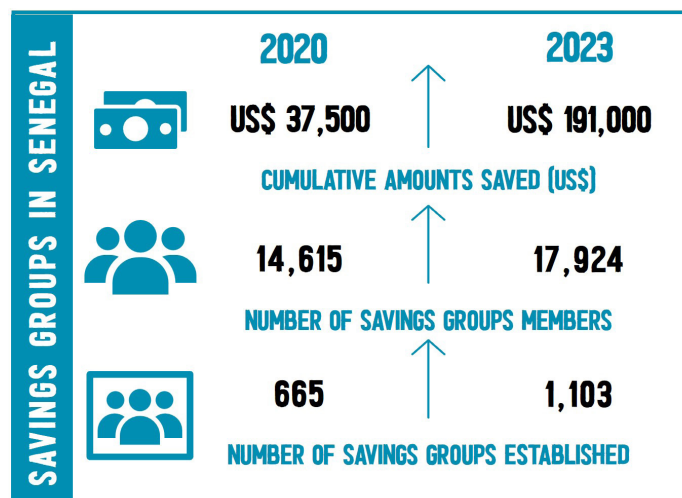 SAVINGS GROUPS IN SENEGAL
2020 2023
US$ 37,500 US$ 191,000
CUMULATIVE AMOUNTS SAVED (US$)
14,615 17,924
NUMBER OF SAVINGS GROUPS MEMBERS
665 1,103
NUMBER OF SAVINGS GROUPS ESTABLISHED